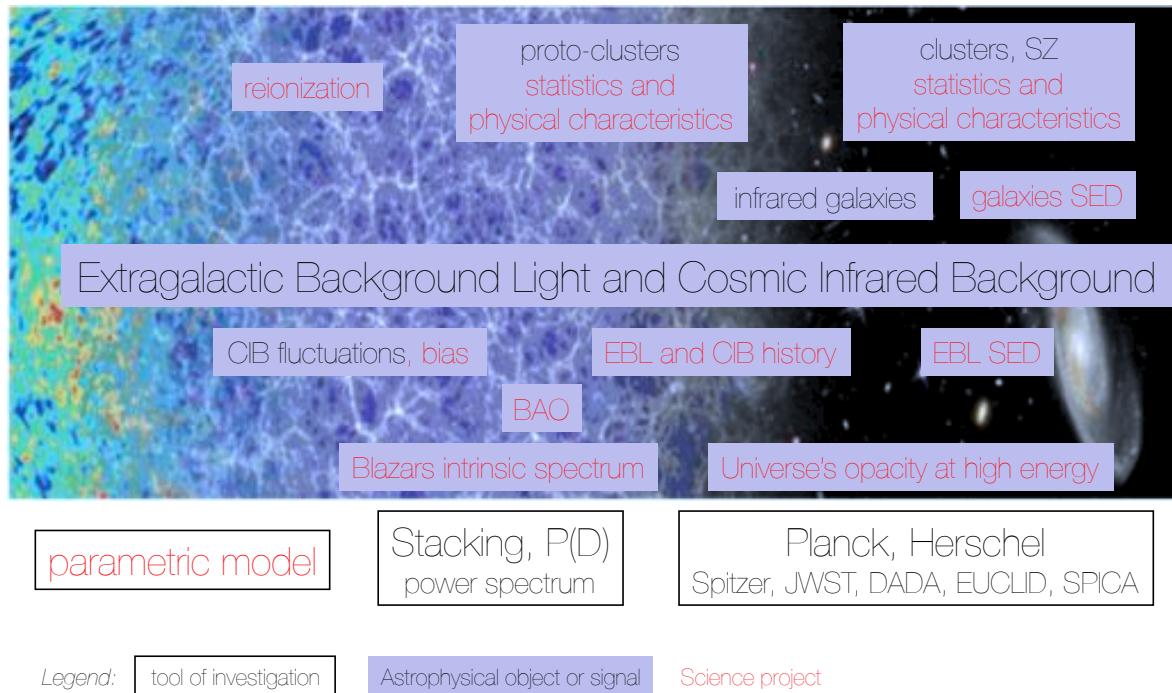 proto-clusters
statistics and
physical characteristics
clusters, SZ
statistics and
physical characteristics
reionization
infrared galaxies
galaxies SED
Extragalactic Background Light and Cosmic Infrared Background
CIB fluctuations, bias
EBL and CIB history
EBL SED
BAO
Blazars intrinsic spectrum
Universe's opacity at high energy
parametric model
Stacking, P(D)
power spectrum
Planck, Herschel
Spitzer, JWST, DADA, EUCLID, SPICA
Legend:
tool of investigation
Astrophysical object or signal
Science project